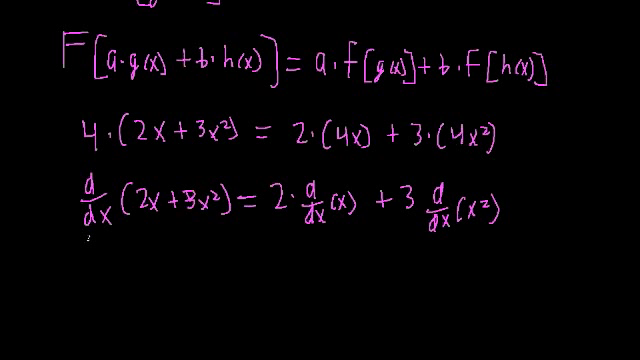 F[a·g(x) + b·h(x)] = a·f[g(x)] + b·F[h(x)]
4·(2x + 3x²) = 2·(4x) + 3·(4x²)
d/dx (2x + 3x²) = 2·d/dx (x) + 3 d/dx (x²)